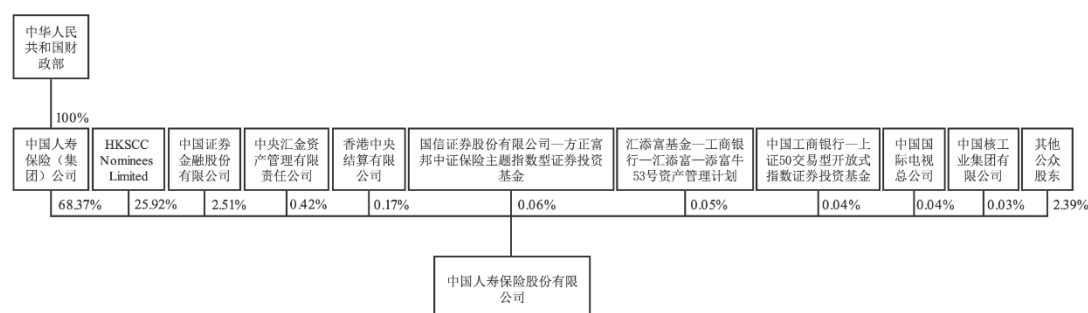 中华人民
共和国财
政部
100%
中国人寿
保险（集
团）公司
HKSCC
Nominees
Limited
中国证券
金融股份
有限公司
中央汇金资
产管理有限
责任公司
香港中央
结算有限
公司
国信证券股份有限公司—方正富
邦中证保险主题指数型证券投资
基金
汇添富基金—工商银
行—汇添富—添富牛
53号资产管理计划
中国工商银行—上
证50交易型开放式
指数证券投资基金
中国国
际电视
总公司
中国核工
业集团有
限公司
其他
公众
股东
68.37%
25.92%
2.51%
0.42%
0.17%
0.06%
0.05%
0.04%
0.04%
0.03%
2.39%
中国人寿保险股份有限
公司